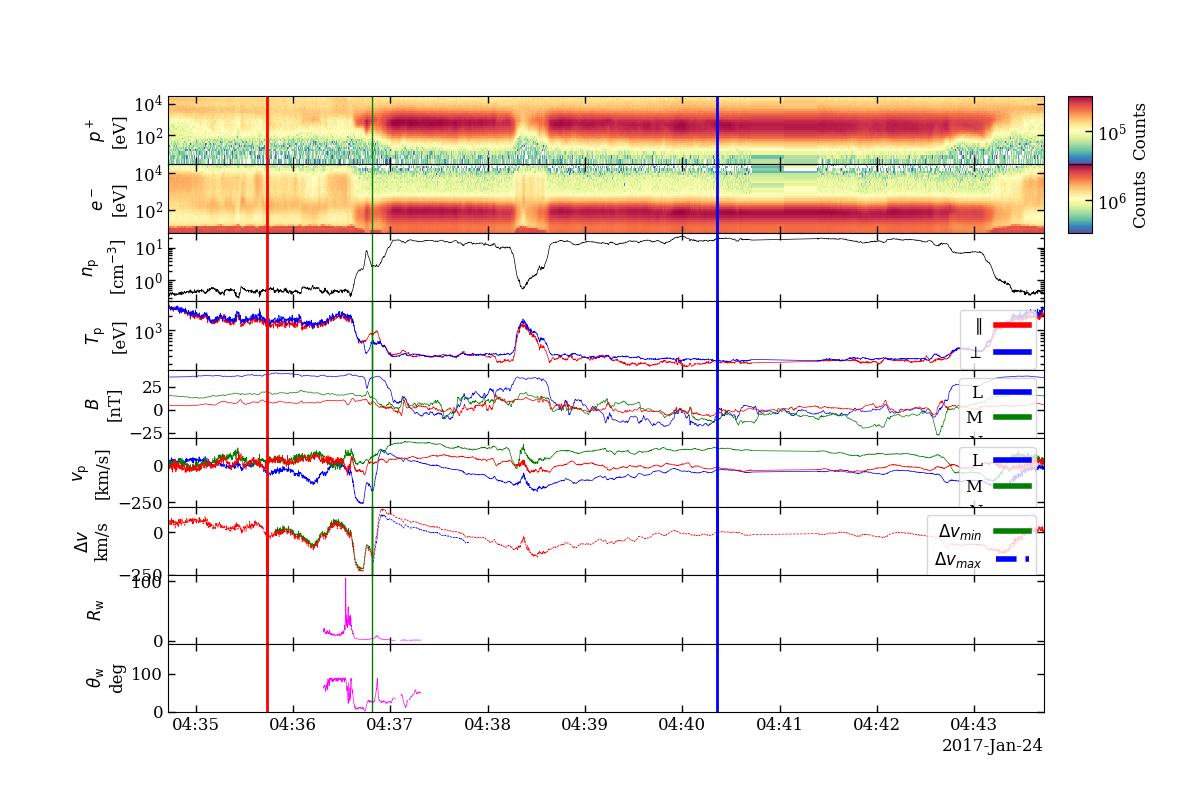 10⁴
10²
p⁺
[eV]
10⁵
Counts
10⁴
10²
e⁻
[eV]
10⁶
Counts
10¹
10⁰
nₚ
[cm⁻³]
10³
Tₚ
[eV]
∥
⊥
25
0
−25
B
[nT]
L
M
0
−250
vₚ
[km/s]
L
M
0
−250
Δv
km/s
Δv_min
Δv_max
100
0
R_w
100
0
θ_w
deg
04:35 04:36 04:37 04:38 04:39 04:40 04:41 04:42 04:43
2017-Jan-24